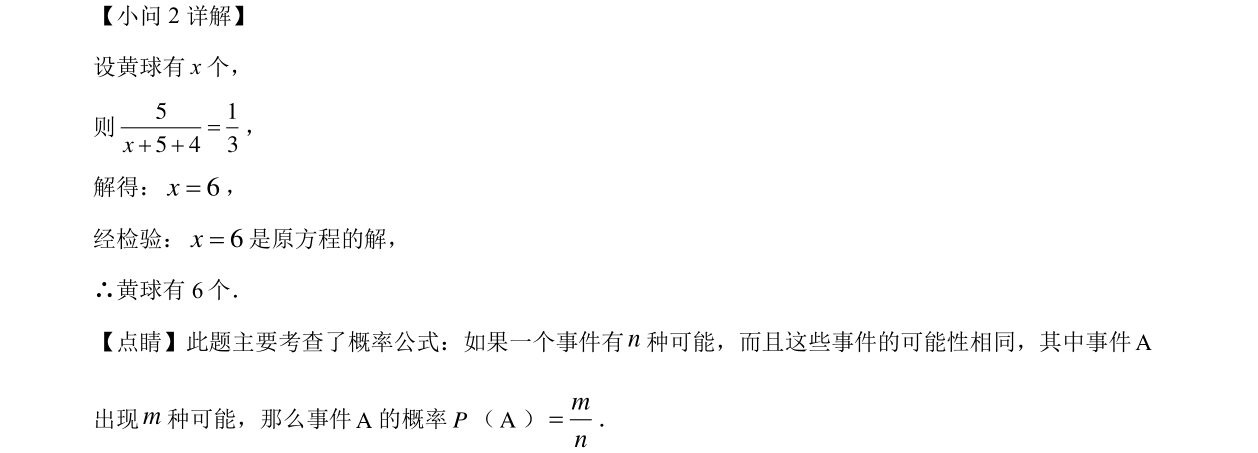 【小问 2 详解】
设黄球有 x 个，
则 5/(x+5+4) = 1/3，
解得： x = 6，
经检验： x = 6 是原方程的解，
∴黄球有 6 个．
【点睛】此题主要考查了概率公式：如果一个事件有 n 种可能，而且这些事件的可能性相同，其中事件 A
出现 m 种可能，那么事件 A 的概率 P（A）= m/n．